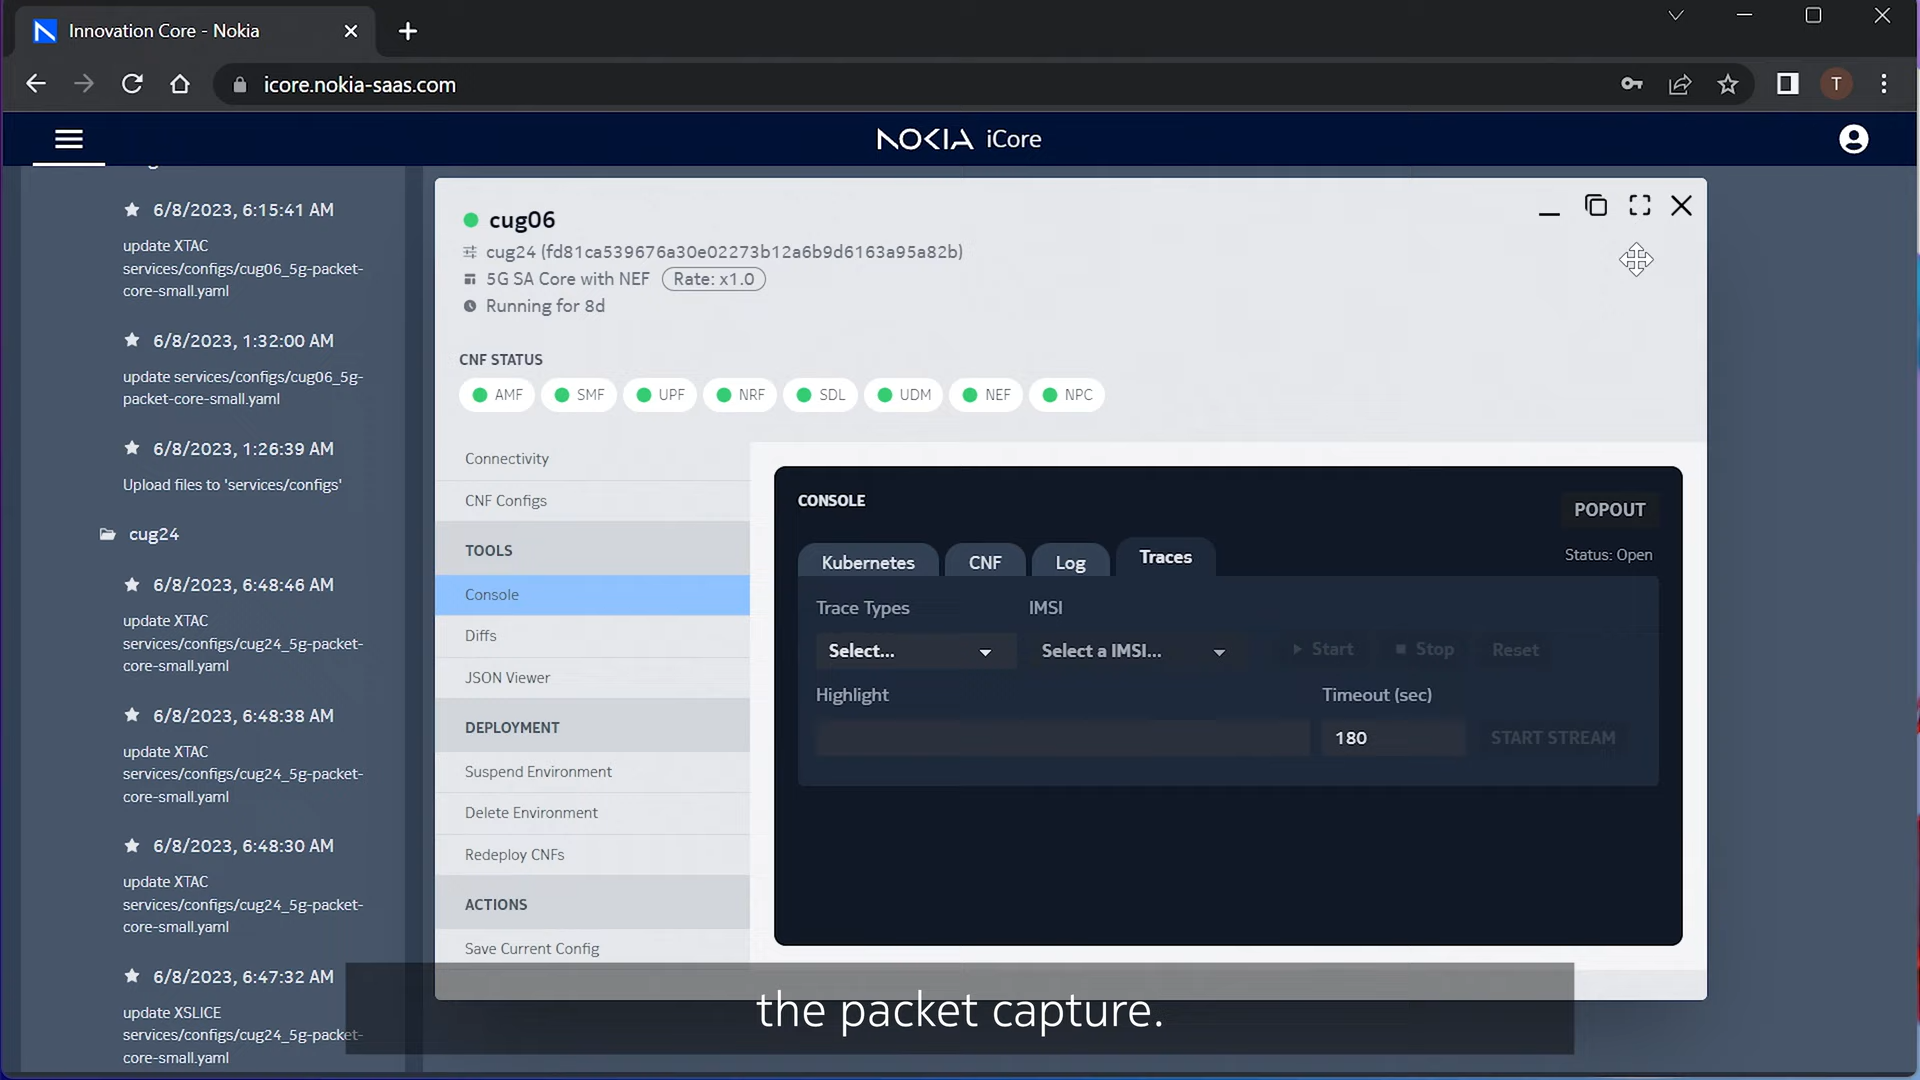 Innovation Core - Nokia
icore.nokia-saas.com
T
NOKIA iCore
6/8/2023, 6:15:41 AM
update XTAC
services/configs/cug06_5g-packet-
core-small.yaml
6/8/2023, 1:32:00 AM
update services/configs/cug06_5g-
packet-core-small.yaml
6/8/2023, 1:26:39 AM
Upload files to 'services/configs'
cug24
6/8/2023, 6:48:46 AM
update XTAC
services/configs/cug24_5g-packet-
core-small.yaml
6/8/2023, 6:48:38 AM
update XTAC
services/configs/cug24_5g-packet-
core-small.yaml
6/8/2023, 6:48:30 AM
update XTAC
services/configs/cug24_5g-packet-
core-small.yaml
6/8/2023, 6:47:32 AM
update XSLICE
services/configs/cug24_5g-packet-
core-small.yaml
cug06
cug24 (fd81ca539676a30e02273b12a6b9d6163a95a82b)
5G SA Core with NEF Rate: x1.0
Running for 8d
CNF STATUS
AMF SMF UPF NRF SDL UDM NEF NPC
Connectivity
CNF Configs
TOOLS
Console
Diffs
JSON Viewer
DEPLOYMENT
Suspend Environment
Delete Environment
Redeploy CNFs
ACTIONS
Save Current Config
CONSOLE
POPOUT
Status: Open
Kubernetes CNF Log Traces
Trace Types IMSI
Select... Select a IMSI... Start Stop Reset
Highlight Timeout (sec)
180 START STREAM
the packet capture.